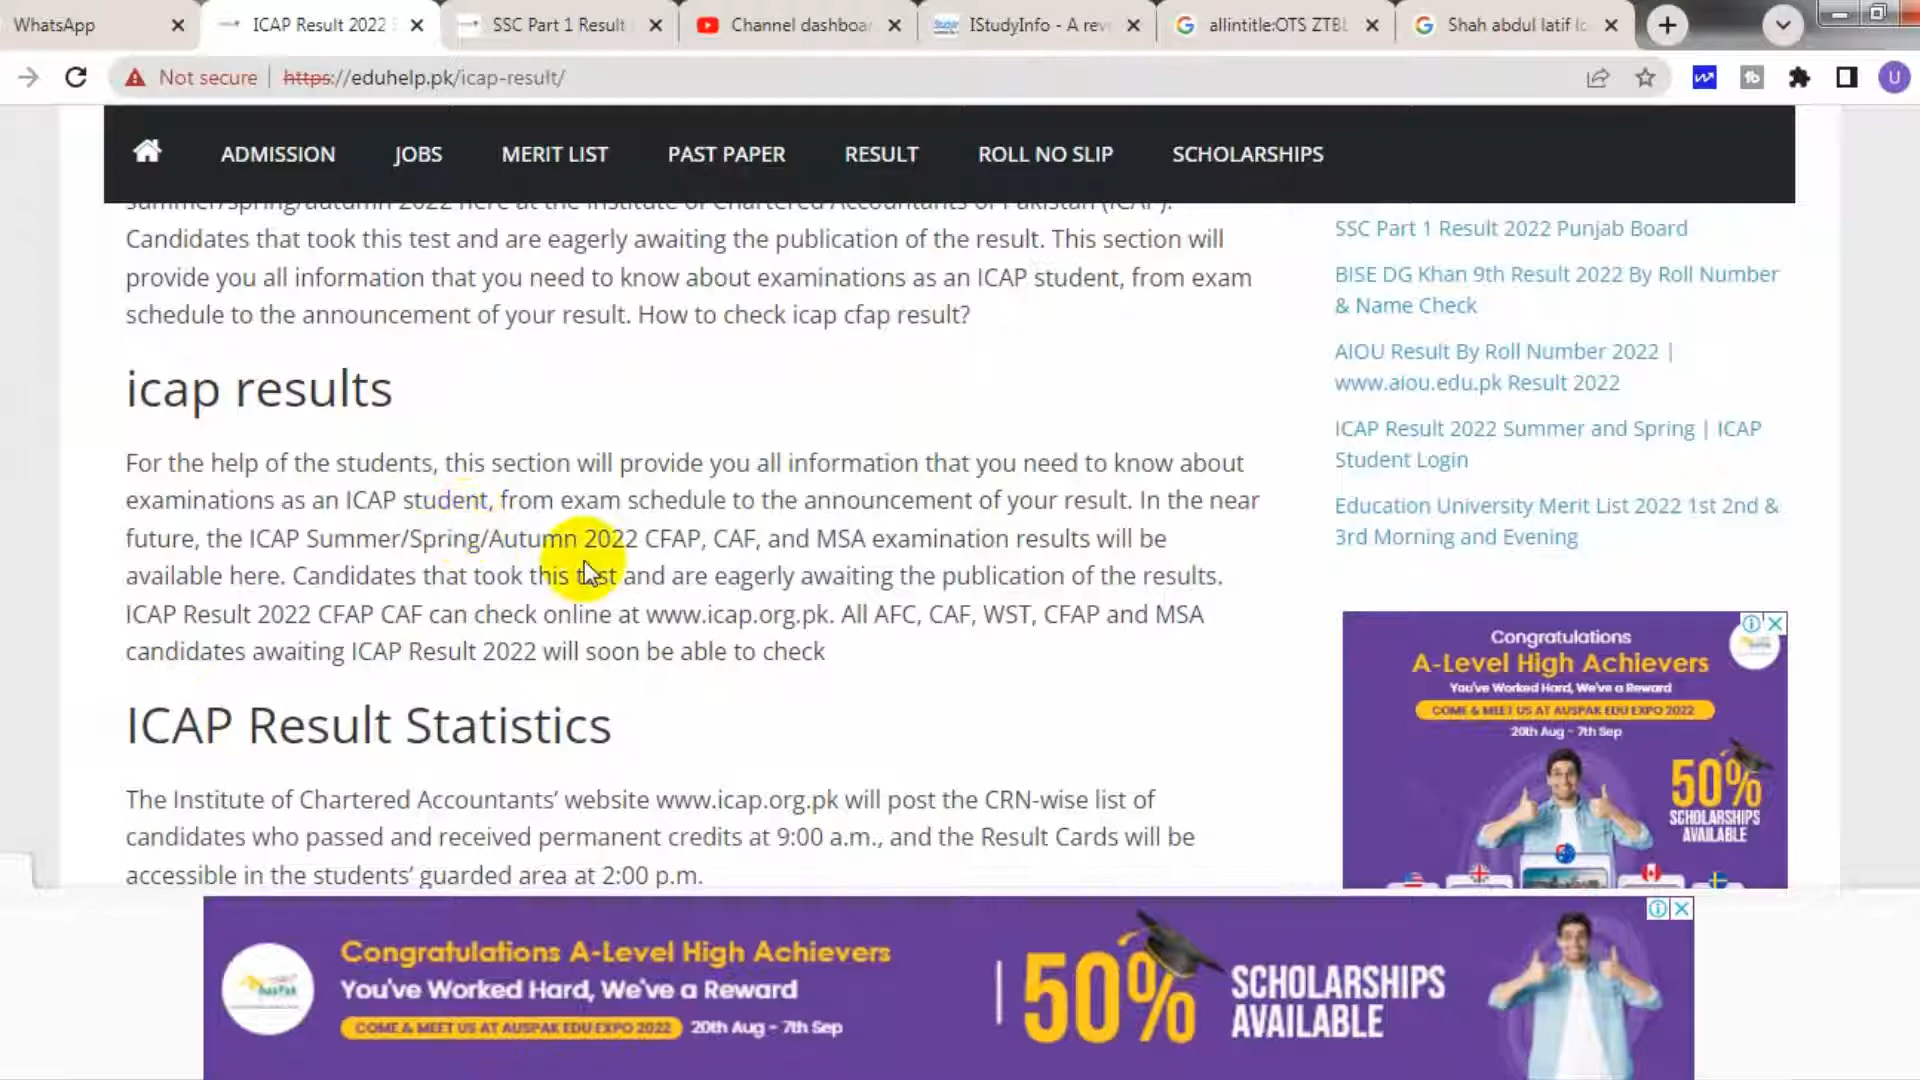 WhatsApp
ICAP Result 2022
SSC Part 1 Result
Channel dashboa
IStudyInfo - A rev
allintitle:OTS ZTBL
Shah abdul latif lo
Not secure
https://eduhelp.pk/icap-result/
U
ADMISSION
JOBS
MERIT LIST
PAST PAPER
RESULT
ROLL NO SLIP
SCHOLARSHIPS
summer/spring/autumn 2022 here at the Institute of Chartered Accountants of Pakistan (ICAP).
Candidates that took this test and are eagerly awaiting the publication of the result. This section will
provide you all information that you need to know about examinations as an ICAP student, from exam
schedule to the announcement of your result. How to check icap cfap result?
icap results
For the help of the students, this section will provide you all information that you need to know about
examinations as an ICAP student, from exam schedule to the announcement of your result. In the near
future, the ICAP Summer/Spring/Autumn 2022 CFAP, CAF, and MSA examination results will be
available here. Candidates that took this test and are eagerly awaiting the publication of the results.
ICAP Result 2022 CFAP CAF can check online at www.icap.org.pk. All AFC, CAF, WST, CFAP and MSA
candidates awaiting ICAP Result 2022 will soon be able to check
ICAP Result Statistics
The Institute of Chartered Accountants’ website www.icap.org.pk will post the CRN-wise list of
candidates who passed and received permanent credits at 9:00 a.m., and the Result Cards will be
accessible in the students’ guarded area at 2:00 p.m.
SSC Part 1 Result 2022 Punjab Board
BISE DG Khan 9th Result 2022 By Roll Number
& Name Check
AIOU Result By Roll Number 2022 |
www.aiou.edu.pk Result 2022
ICAP Result 2022 Summer and Spring | ICAP
Student Login
Education University Merit List 2022 1st 2nd &
3rd Morning and Evening
Congratulations
A-Level High Achievers
You've Worked Hard, We've a Reward
COME & MEET US AT AUSPAK EDU EXPO 2022
20th Aug - 7th Sep
50%
SCHOLARSHIPS
AVAILABLE
Congratulations A-Level High Achievers
You've Worked Hard, We've a Reward
COME & MEET US AT AUSPAK EDU EXPO 2022
20th Aug - 7th Sep
50%
SCHOLARSHIPS
AVAILABLE